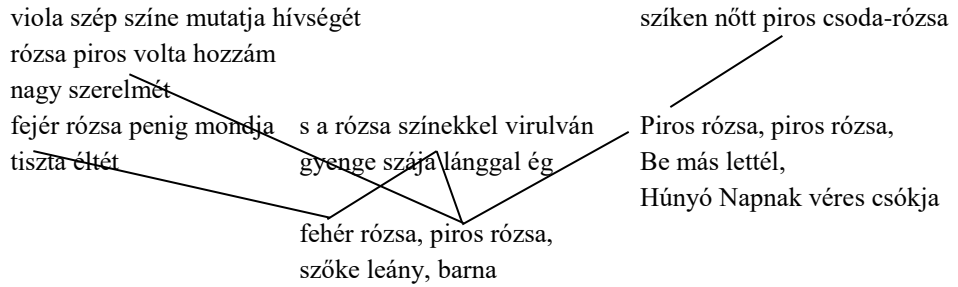 viola szép színe mutatja hívségét
rózsa piros volta hozzám
nagy szerelmét
fejér rózsa penig mondja
tiszta éltét
s a rózsa színekkel virulván
gyenge szája lánggal ég
fehér rózsa, piros rózsa,
szőke leány, barna
szíken nőtt piros csoda-rózsa
Piros rózsa, piros rózsa,
Be más lettél,
Húnyó Napnak véres csókja